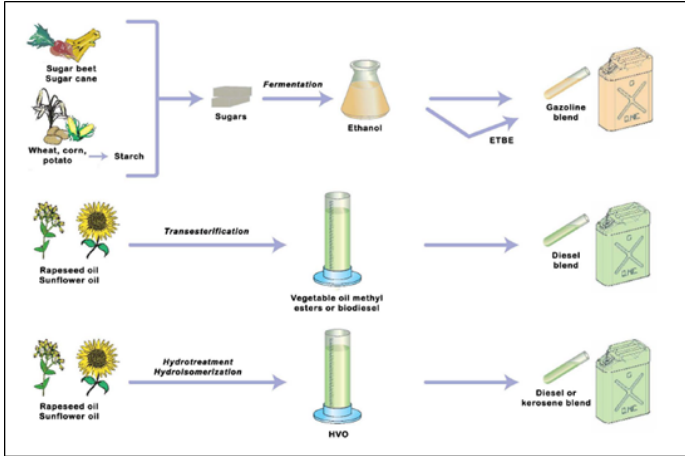 Sugar beet
Sugar cane
Wheat, corn,
potato
Starch
Sugars
Fermentation
Ethanol
ETBE
Gazoline
blend
G
Rapeseed oil
Sunflower oil
Transesterification
Vegetable oil methyl
esters or biodiesel
Diesel
blend
G
Rapeseed oil
Sunflower oil
Hydrotreatment
Hydroisomerization
HVO
Diesel or
kerosene blend
G